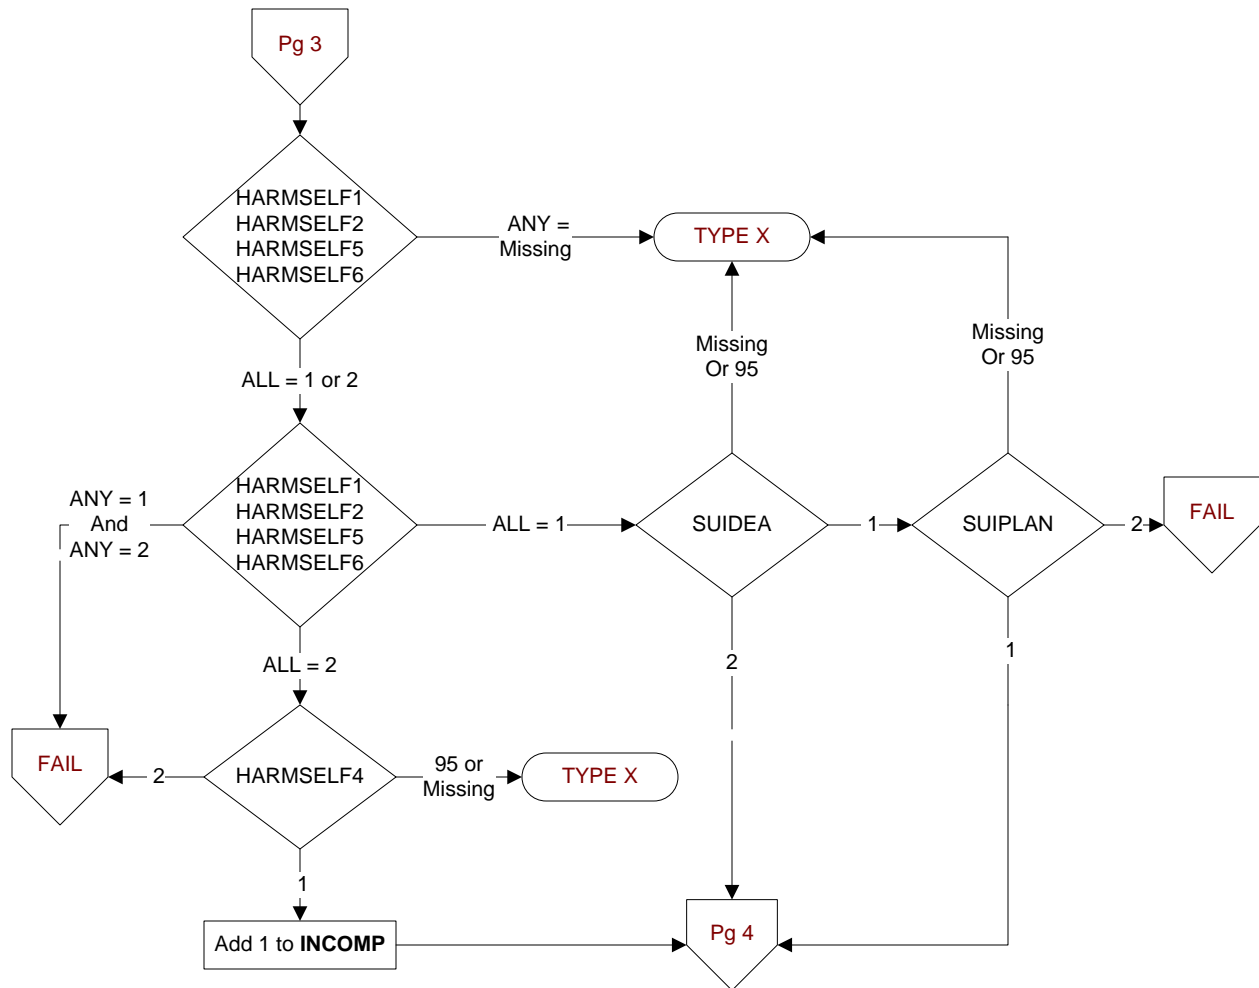 Pg 3
HARMSELF1
HARMSELF2
HARMSELF5
HARMSELF6
ANY =
Missing
TYPE X
ALL = 1 or 2
Missing
Or 95
Missing
Or 95
HARMSELF1
HARMSELF2
HARMSELF5
HARMSELF6
ANY = 1
And
ANY = 2
ALL = 1
SUIDEA
1
SUIPLAN
2
FAIL
ALL = 2
2
1
FAIL
2
HARMSELF4
95 or
Missing
TYPE X
1
Add 1 to INCOMP
Pg 4